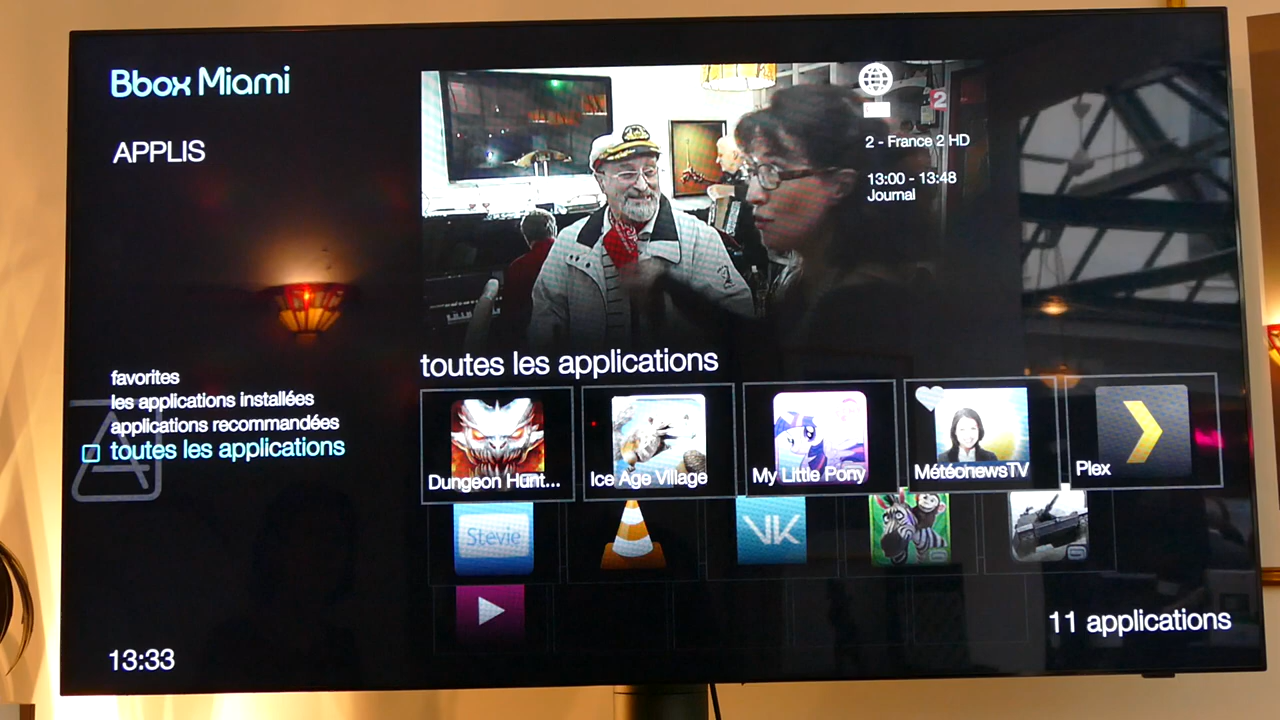 Bbox Miami
APPLIS
2
2 - France 2 HD
13:00 - 13:48
Journal
toutes les applications
favorites
les applications installées
applications recommandées
toutes les applications
Dungeon Hunt...
Ice Age Village
My Little Pony
MétéonewsTV
Plex
Stevie
VK
11 applications
13:33